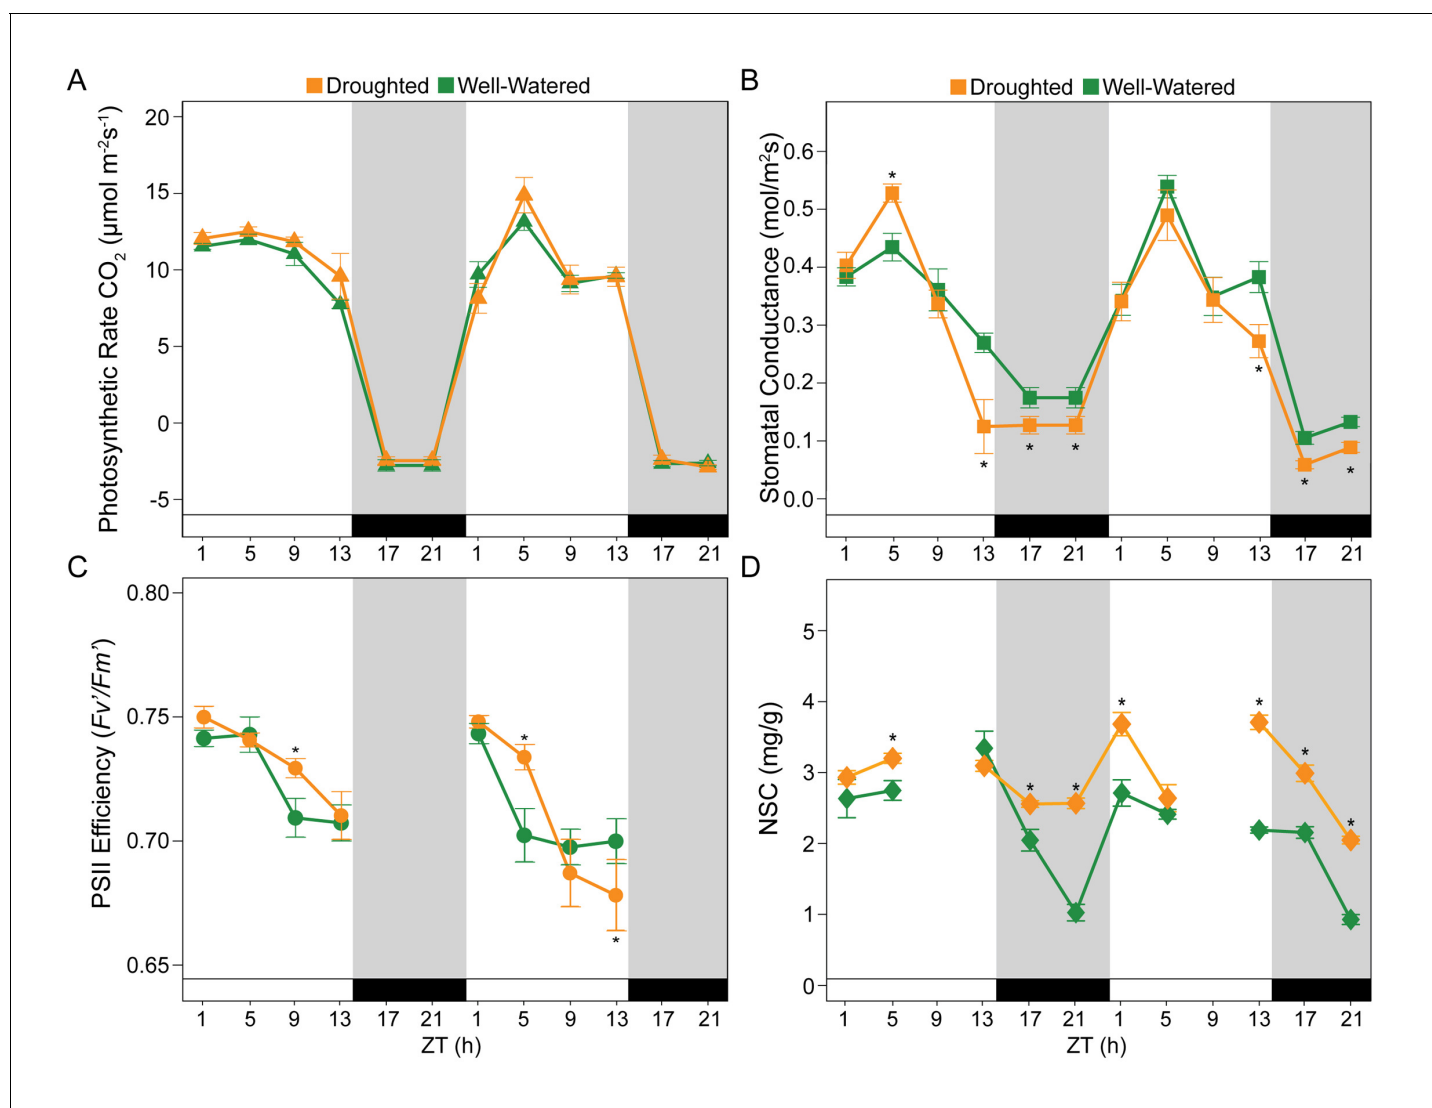 A
Droughted Well-Watered
Photosynthetic Rate CO2 (µmol m-2s-1)
20
15
10
5
0
-5
1 5 9 13 17 21 1 5 9 13 17 21
B
Droughted Well-Watered
Stomatal Conductance (mol/m2s)
0.6
0.5
0.4
0.3
0.2
0.1
0.0
* * * * * * *
1 5 9 13 17 21 1 5 9 13 17 21
C
PSII Efficiency (Fv'/Fm')
0.80
0.75
0.70
0.65
* * *
1 5 9 13 17 21 1 5 9 13 17 21
ZT (h)
D
NSC (mg/g)
5
4
3
2
1
0
* * * * * * *
1 5 9 13 17 21 1 5 9 13 17 21
ZT (h)